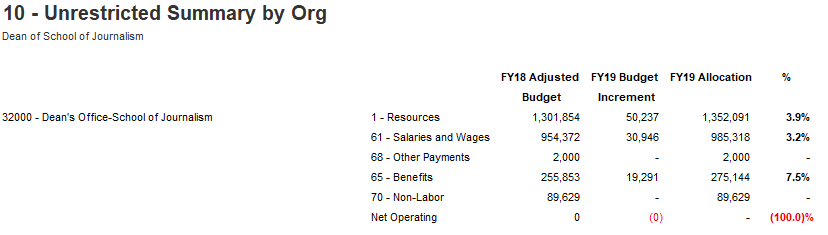 10 - Unrestricted Summary by Org
Dean of School of Journalism
FY18 Adjusted Budget FY19 Budget Increment FY19 Allocation %
32000 - Dean's Office-School of Journalism 1 - Resources 1,301,854 50,237 1,352,091 3.9%
61 - Salaries and Wages 954,372 30,946 985,318 3.2%
68 - Other Payments 2,000 - 2,000 -
65 - Benefits 255,853 19,291 275,144 7.5%
70 - Non-Labor 89,629 - 89,629 -
Net Operating 0 (0) - (100.0)%